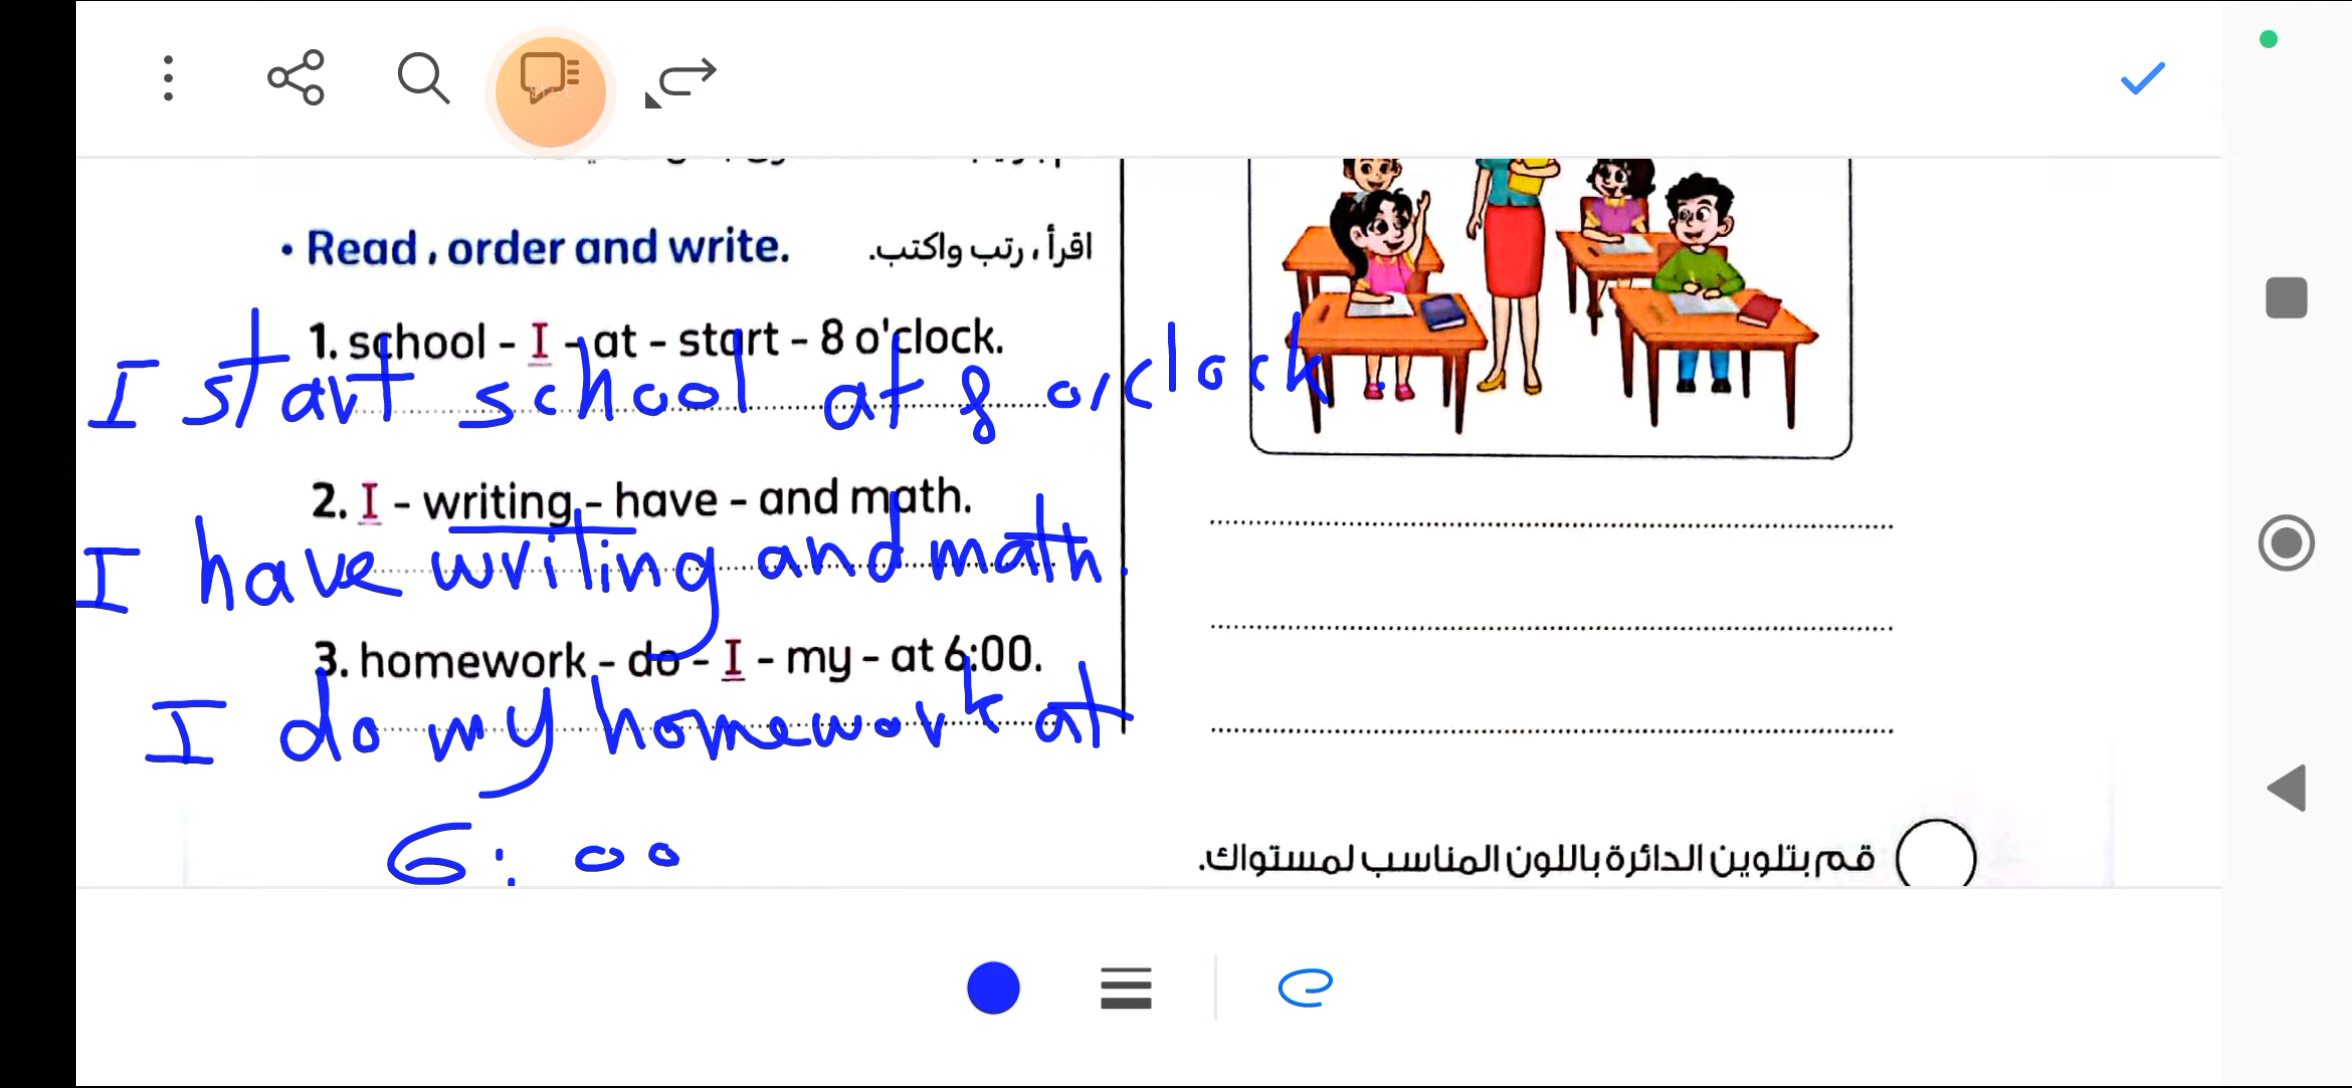 • Read, order and write. اقرأ، رتب واكتب.
1. school - I - at - start - 8 o'clock.
I start school at 8 o'clock.
2. I - writing - have - and math.
I have writing and math.
3. homework - do - I - my - at 6:00.
I do my homework at
6:00
قم بتلوين الدائرة باللون المناسب لمستواك.